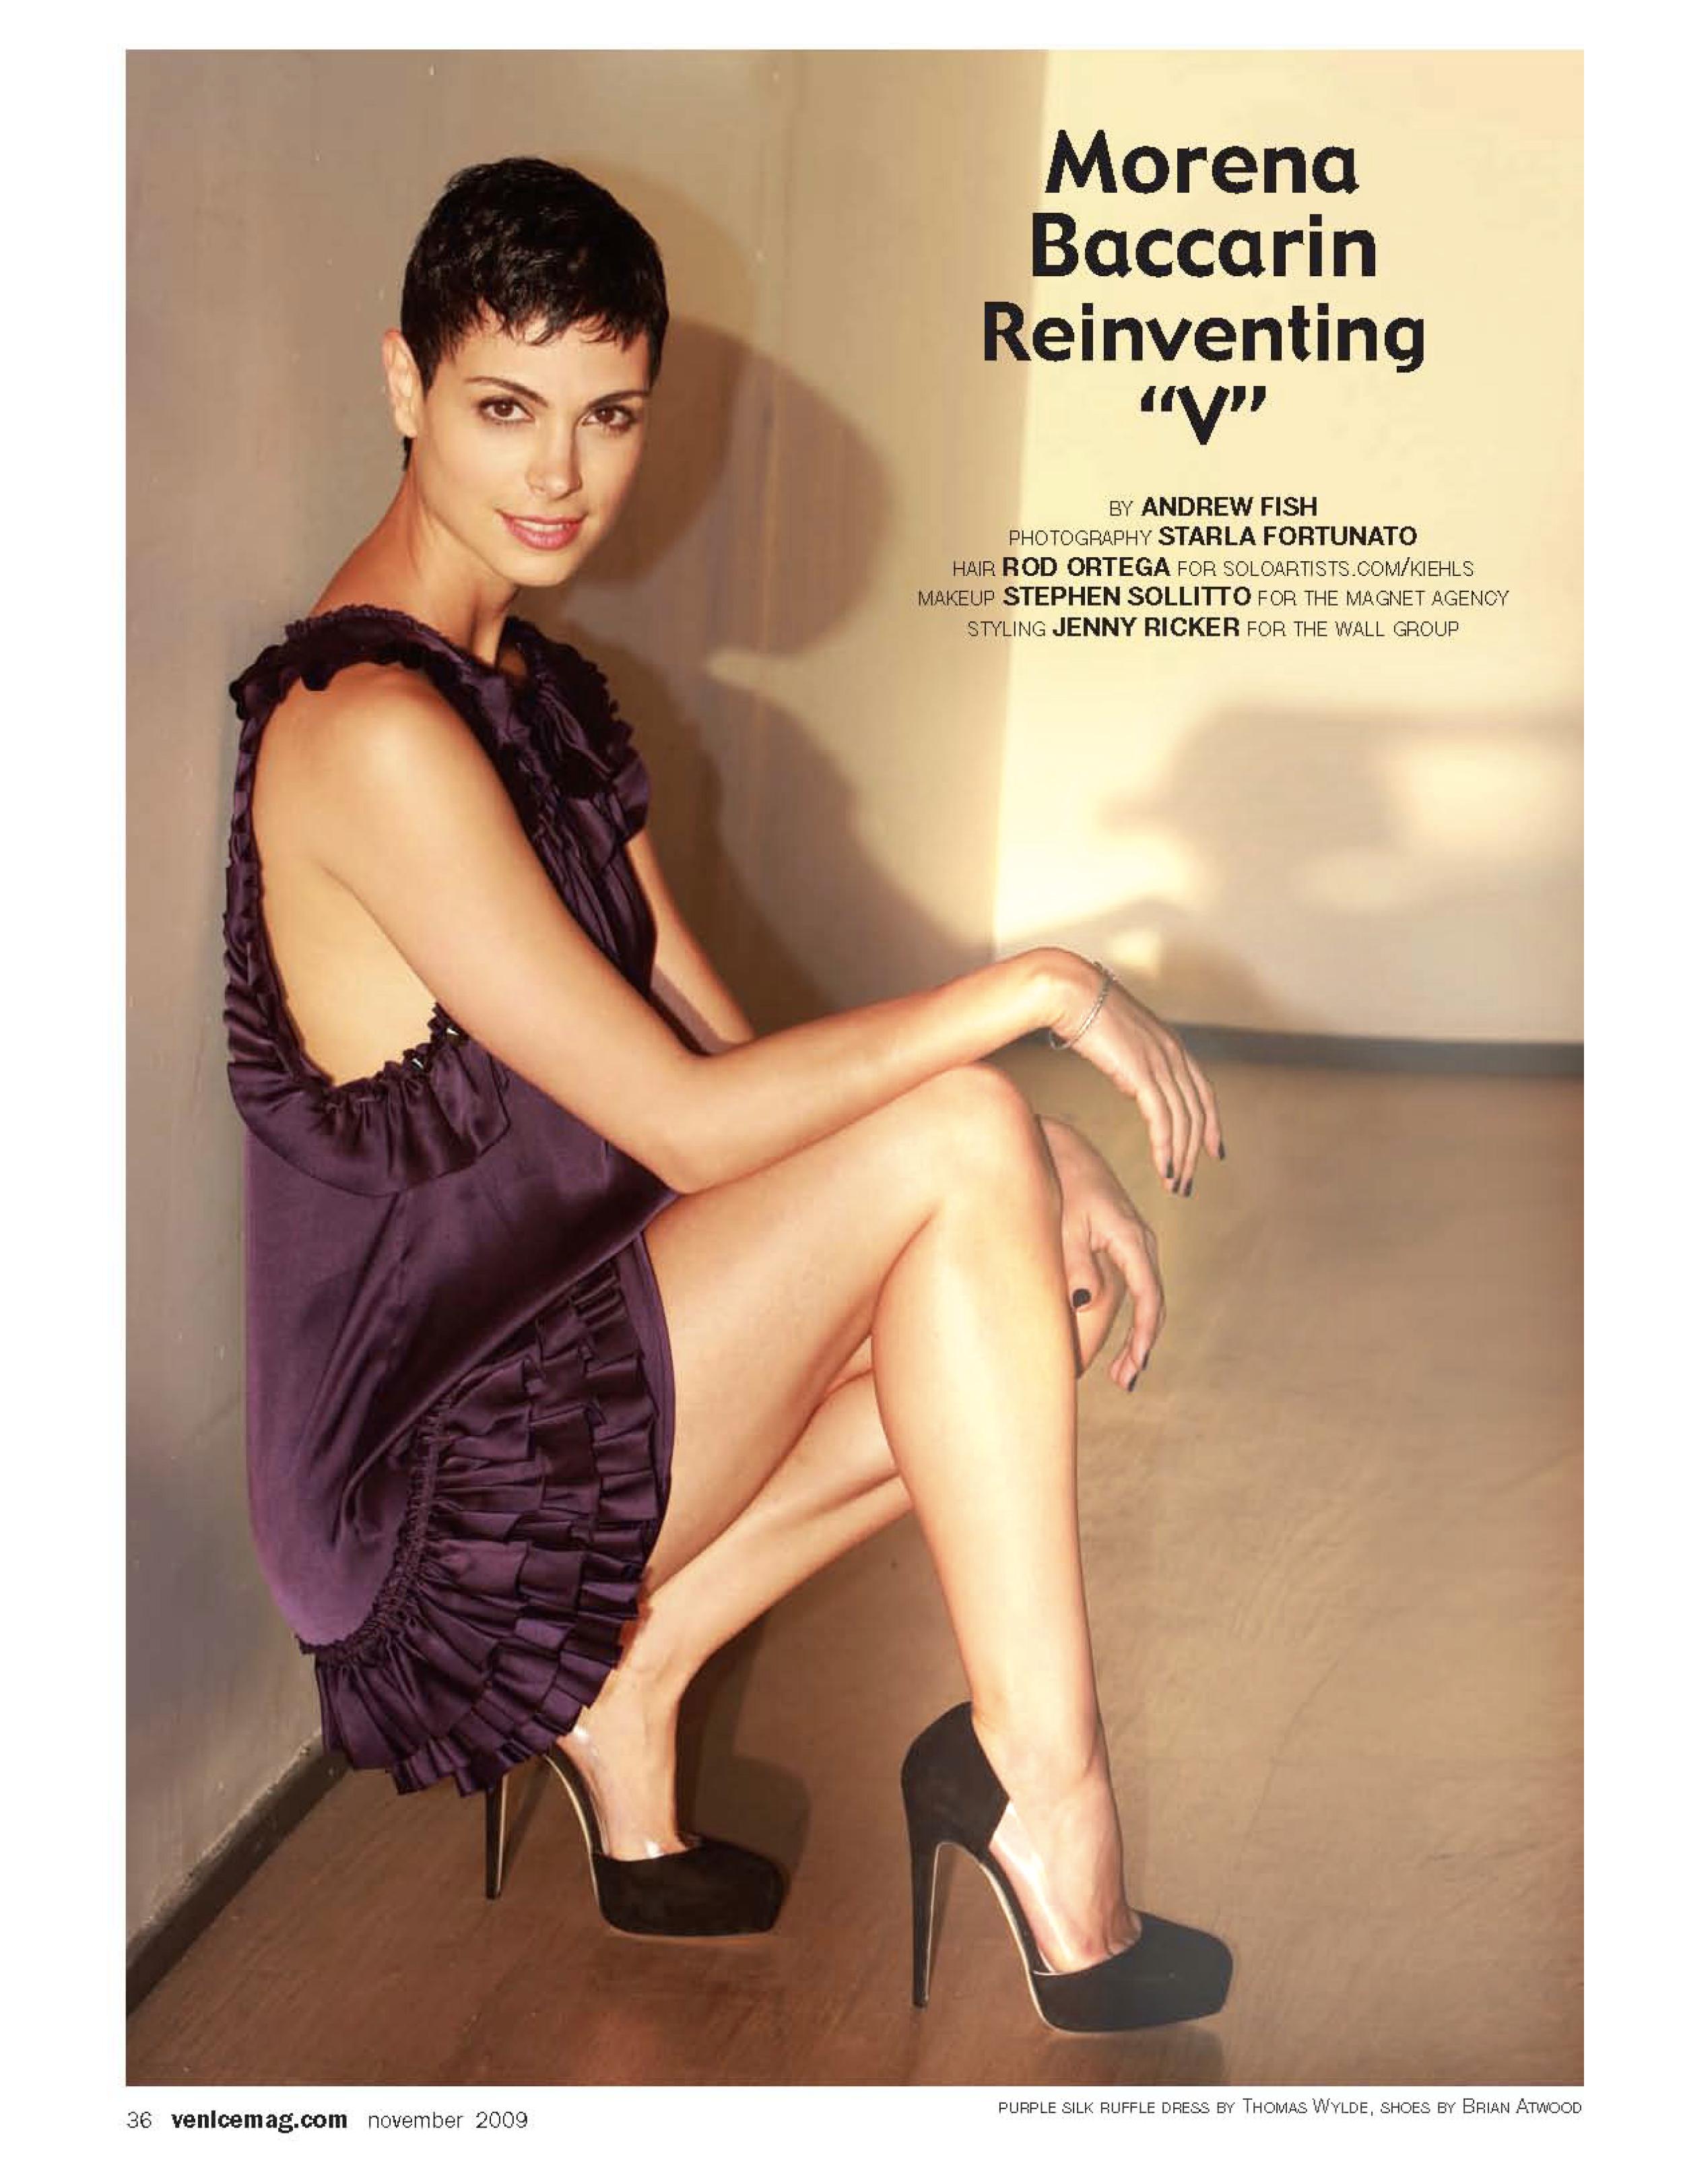 Morena
Baccarin
Reinventing
“V”
BY ANDREW FISH
PHOTOGRAPHY STARLA FORTUNATO
HAIR ROD ORTEGA FOR SOLOARTISTS.COM/KIEHLS
MAKEUP STEPHEN SOLLITTO FOR THE MAGNET AGENCY
STYLING JENNY RICKER FOR THE WALL GROUP
PURPLE SILK RUFFLE DRESS BY THOMAS WYLDE, SHOES BY BRIAN ATWOOD
36 venicemag.com november 2009